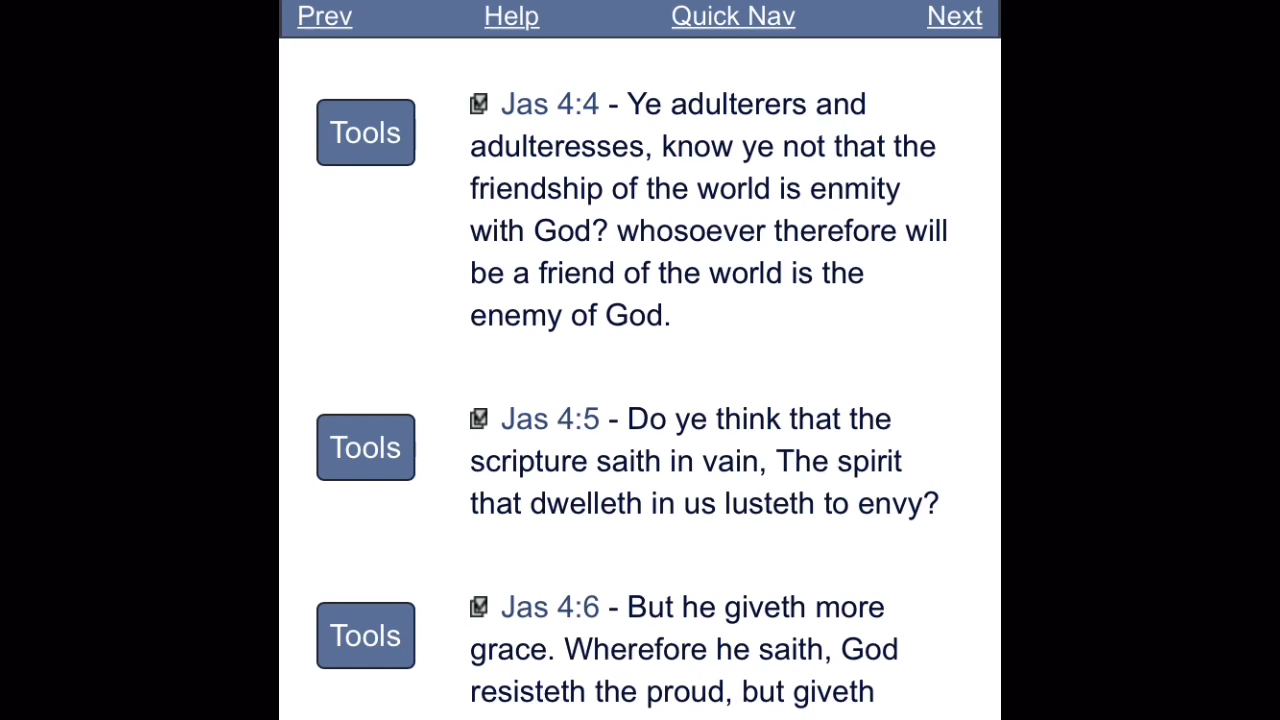 Prev Help Quick Nav Next
Tools
Jas 4:4 - Ye adulterers and
adulteresses, know ye not that the
friendship of the world is enmity
with God? whosoever therefore will
be a friend of the world is the
enemy of God.
Tools
Jas 4:5 - Do ye think that the
scripture saith in vain, The spirit
that dwelleth in us lusteth to envy?
Tools
Jas 4:6 - But he giveth more
grace. Wherefore he saith, God
resisteth the proud, but giveth